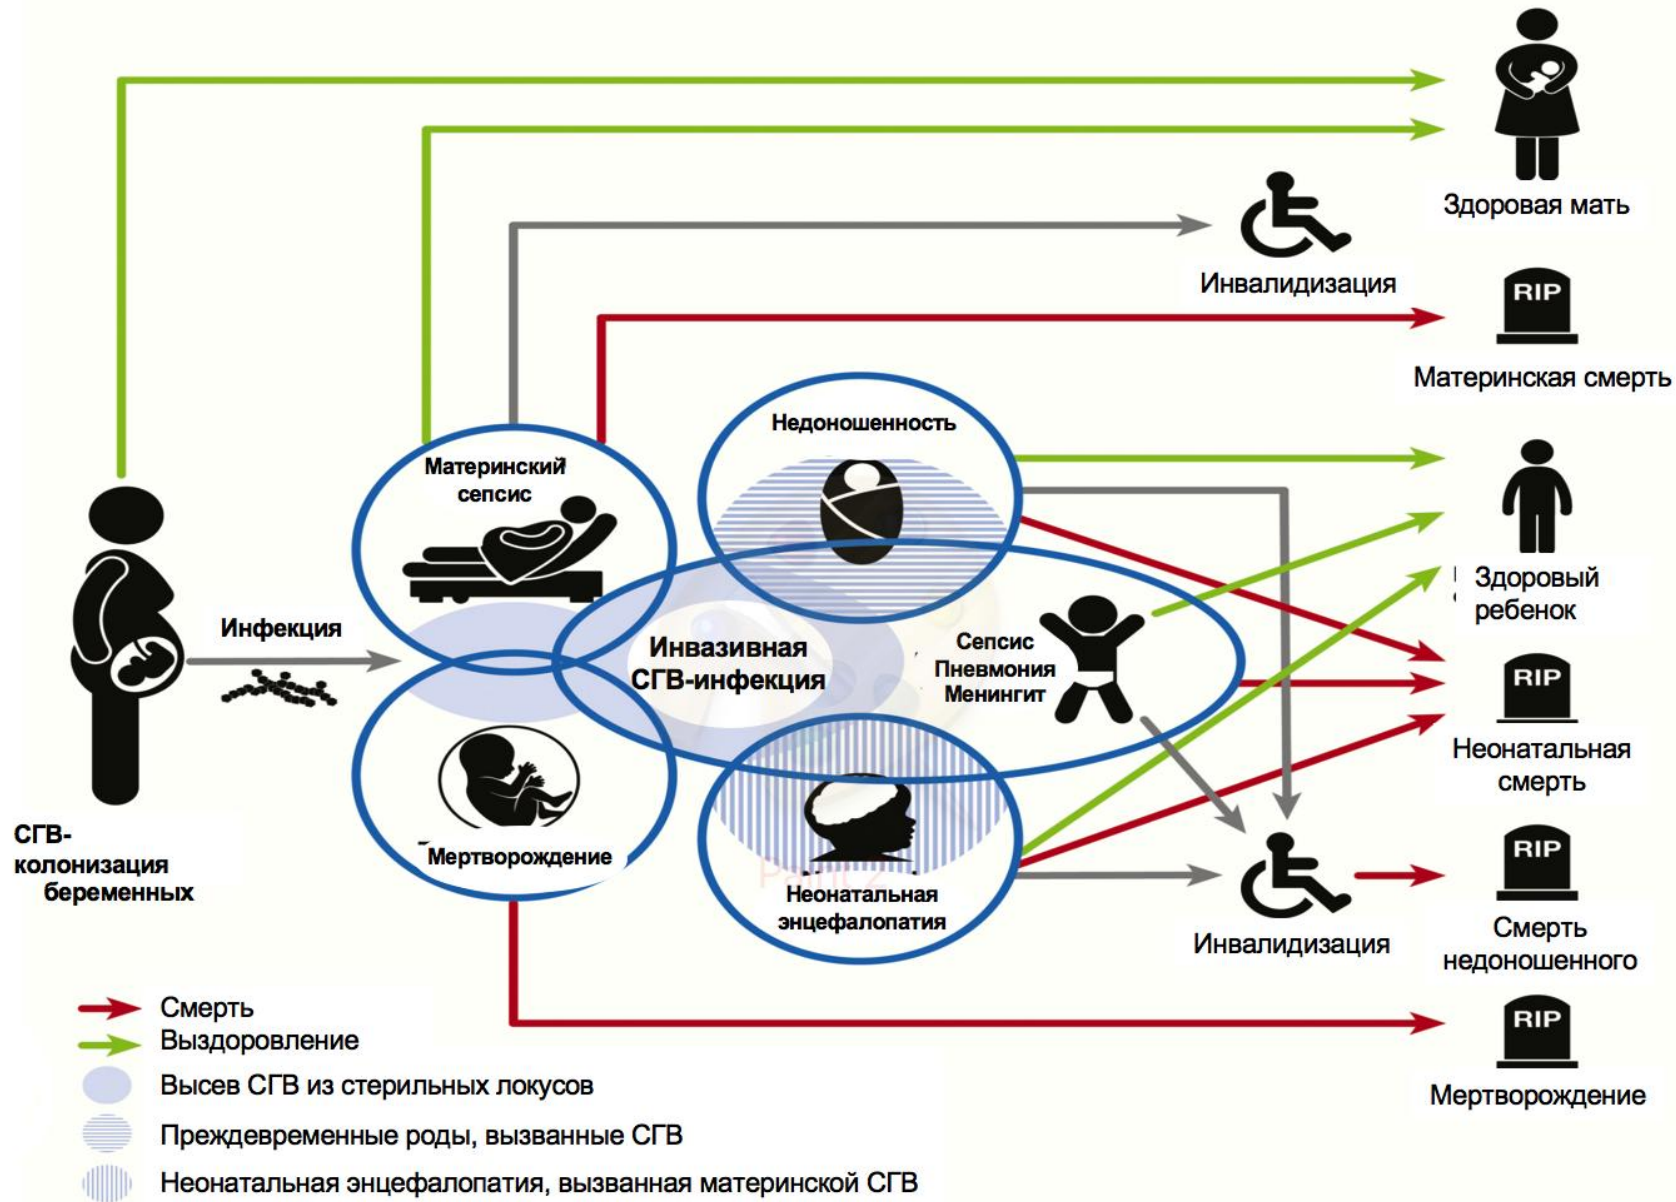 Здоровая мать
Инвалидизация
RIP
Материнская смерть
Недоношенность
Материнский
сепсис
Здоровый
ребенок
Инфекция
Инвазивная
СГВ-инфекция
Сепсис
Пневмония
Менингит
RIP
Неонатальная
смерть
СГВ-
колонизация
беременных
Мертворождение
Неонатальная
энцефалопатия
Инвалидизация
RIP
Смерть
недоношенного
RIP
Мертворождение
Смерть
Выздоровление
Высев СГВ из стерильных локусов
Преждевременные роды, вызванные СГВ
Неонатальная энцефалопатия, вызванная материнской СГВ